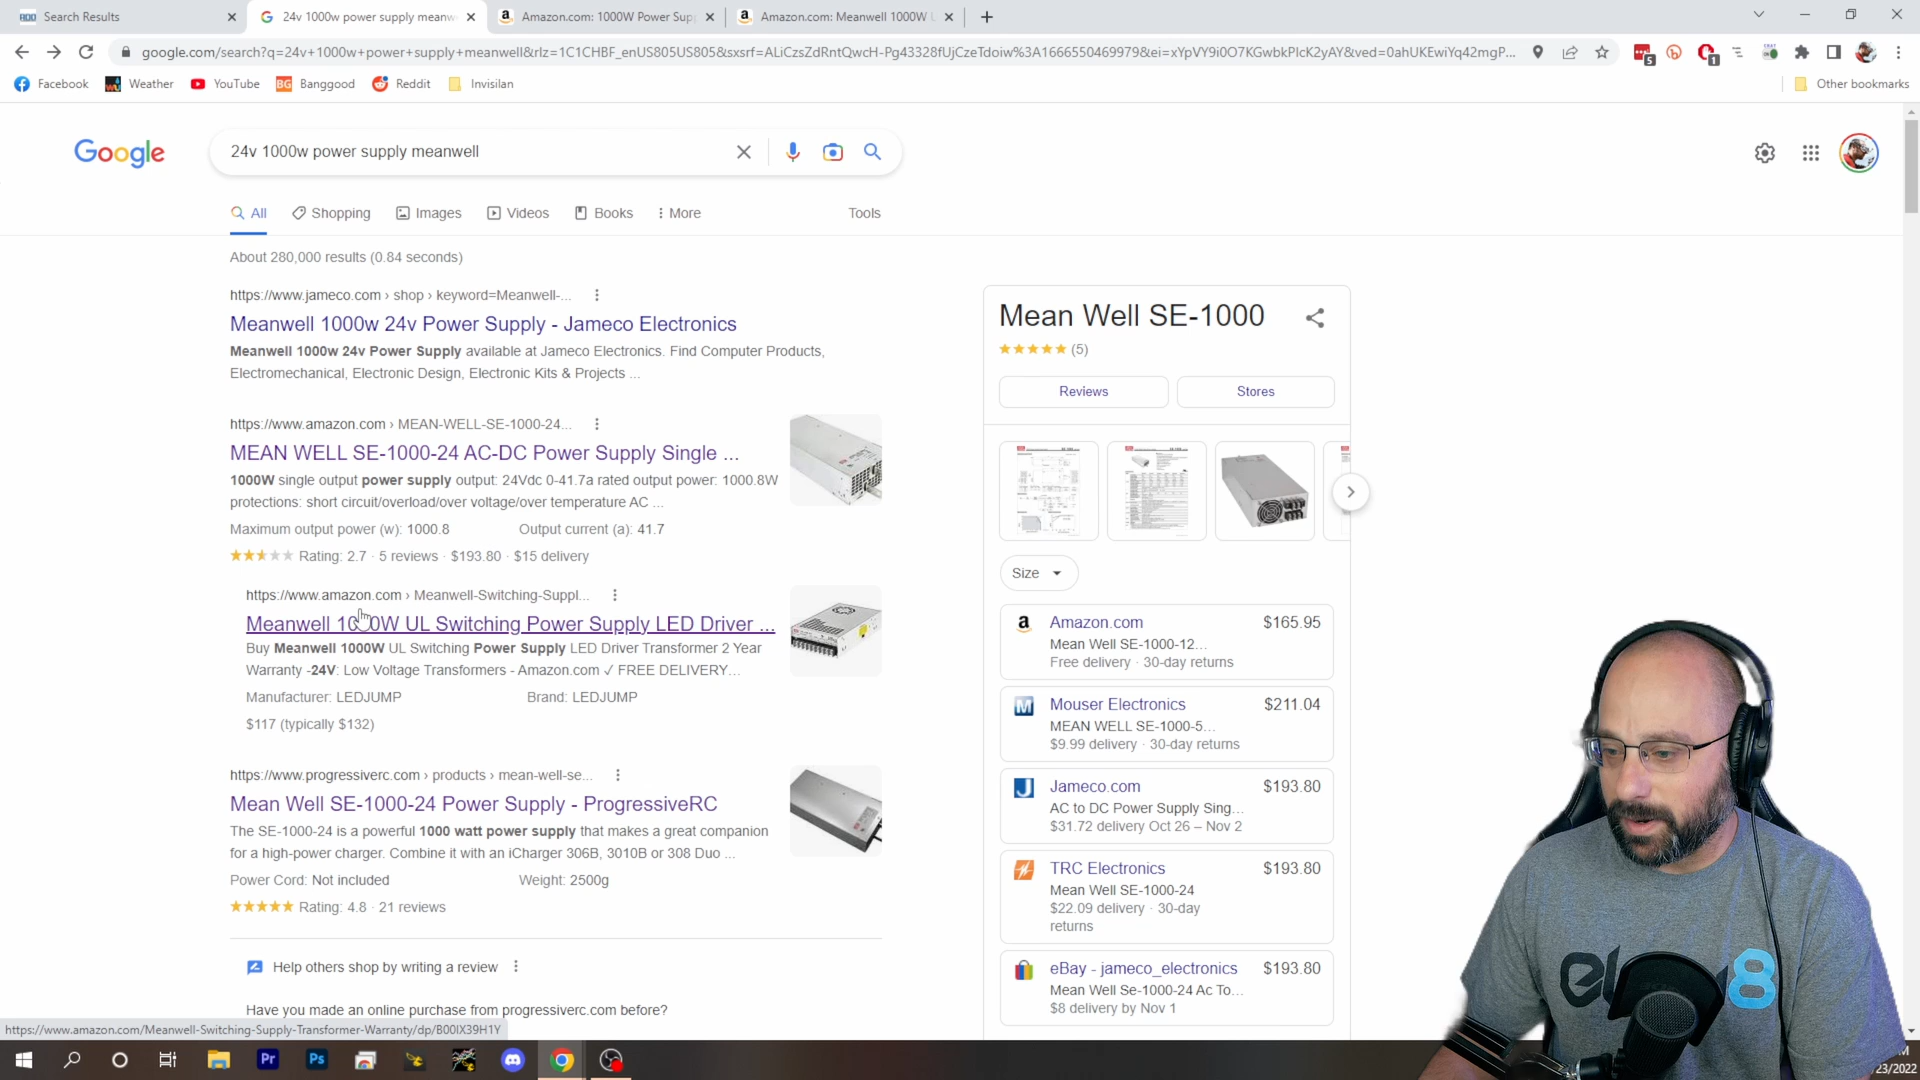 Search Results
24v 1000w power supply meanw
Amazon.com: 1000W Power Sup
Amazon.com: Meanwell 1000W U
google.com/search?q=24v+1000w+power+supply+meanwell&rlz=1C1CHBF_enUS805US805&sxsrf=ALiCzsZdRntQwcH-Pg43328fUjCzeTdoiw%3A1666550469979&ei=xYpVY9i0O7KGwbkPlcK2yAY&ved=0ahUKEwiYq42mgP...
5
1
Facebook
Weather
YouTube
BG Banggood
Reddit
Invisilan
Other bookmarks
Google
24v 1000w power supply meanwell
All
Shopping
Images
Videos
Books
More
Tools
About 280,000 results (0.84 seconds)
https://www.jameco.com › shop › keyword=Meanwell-...
Meanwell 1000w 24v Power Supply - Jameco Electronics
Meanwell 1000w 24v Power Supply available at Jameco Electronics. Find Computer Products,
Electromechanical, Electronic Design, Electronic Kits & Projects ...
https://www.amazon.com › MEAN-WELL-SE-1000-24...
MEAN WELL SE-1000-24 AC-DC Power Supply Single ...
1000W single output power supply output: 24Vdc 0-41.7a rated output power: 1000.8W
protections: short circuit/overload/over voltage/over temperature AC ...
Maximum output power (w): 1000.8
Output current (a): 41.7
Rating: 2.7 · 5 reviews · $193.80 · $15 delivery
https://www.amazon.com › Meanwell-Switching-Suppl...
Meanwell 1000W UL Switching Power Supply LED Driver ...
Buy Meanwell 1000W UL Switching Power Supply LED Driver Transformer 2 Year
Warranty -24V: Low Voltage Transformers - Amazon.com ✓ FREE DELIVERY...
Manufacturer: LEDJUMP
Brand: LEDJUMP
$117 (typically $132)
https://www.progressiverc.com › products › mean-well-se...
Mean Well SE-1000-24 Power Supply - ProgressiveRC
The SE-1000-24 is a powerful 1000 watt power supply that makes a great companion
for a high-power charger. Combine it with an iCharger 306B, 3010B or 308 Duo ...
Power Cord: Not included
Weight: 2500g
Rating: 4.8 · 21 reviews
Help others shop by writing a review
Have you made an online purchase from progressiverc.com before?
Mean Well SE-1000
(5)
Reviews
Stores
Size
Amazon.com
$165.95
Mean Well SE-1000-12...
Free delivery · 30-day returns
Mouser Electronics
$211.04
MEAN WELL SE-1000-5...
$9.99 delivery · 30-day returns
Jameco.com
$193.80
AC to DC Power Supply Sing...
$31.72 delivery Oct 26 – Nov 2
TRC Electronics
$193.80
Mean Well SE-1000-24
$22.09 delivery · 30-day
returns
eBay - jameco_electronics
$193.80
Mean Well Se-1000-24 Ac To...
$8 delivery by Nov 1
https://www.amazon.com/Meanwell-Switching-Supply-Transformer-Warranty/dp/B00IX39H1Y
Pr
Ps
23/2022